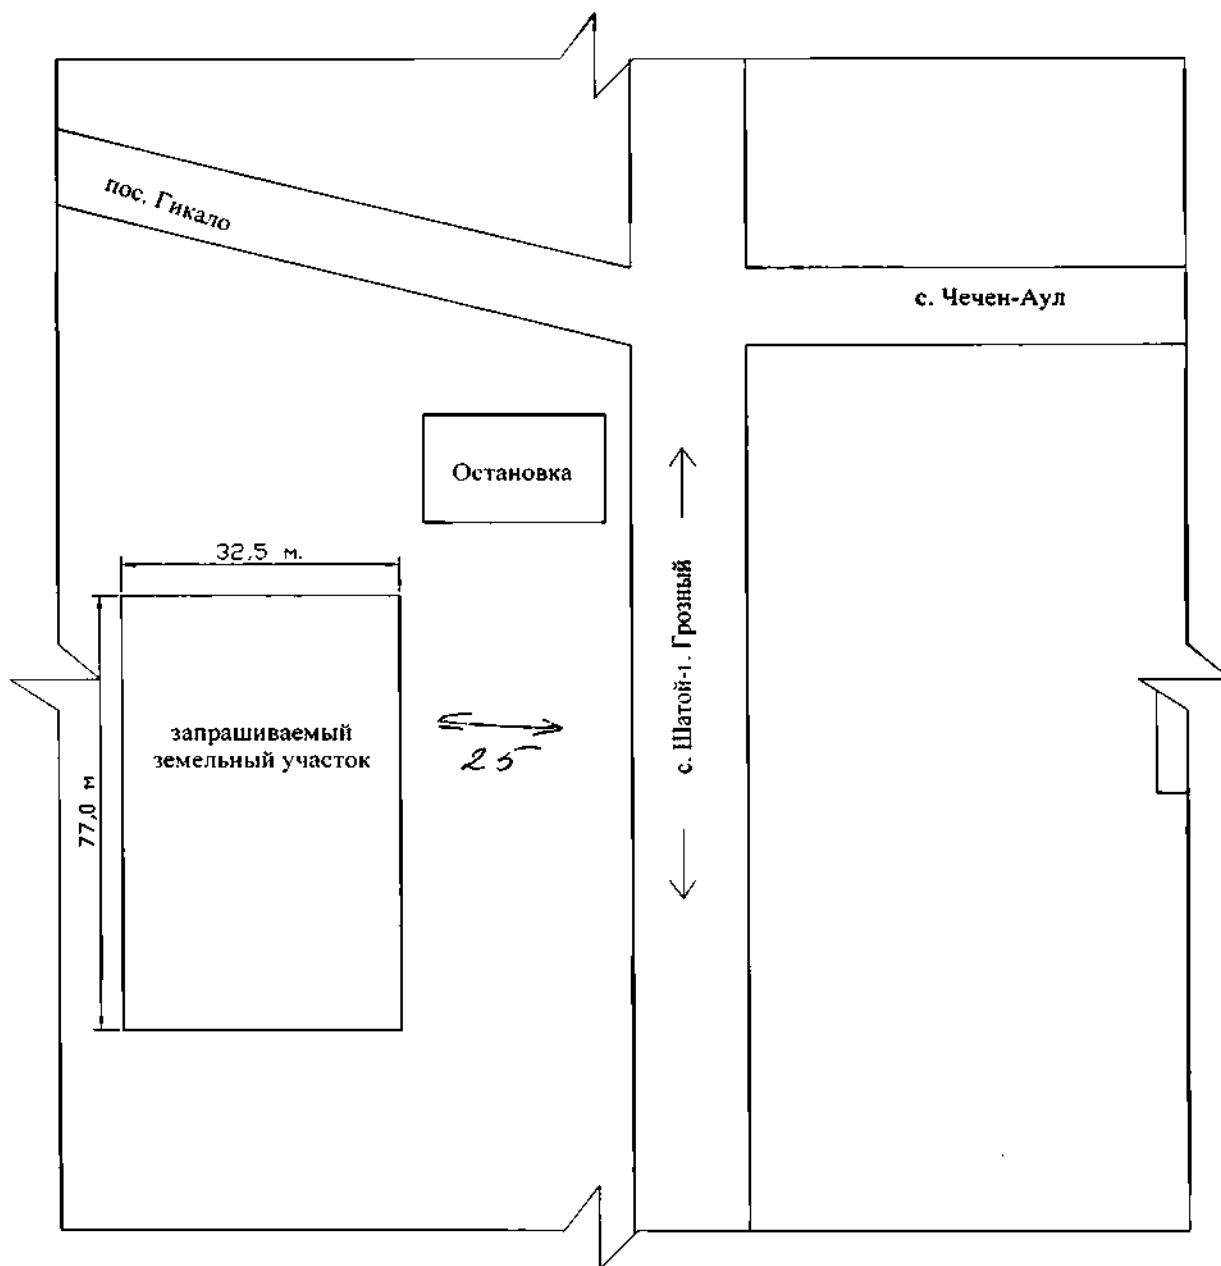 пос. Гикало
с. Чечен-Аул
Остановка
32,5 м.
с. Шатой-г. Грозный
запрашиваемый
земельный участок
25
77,0 м